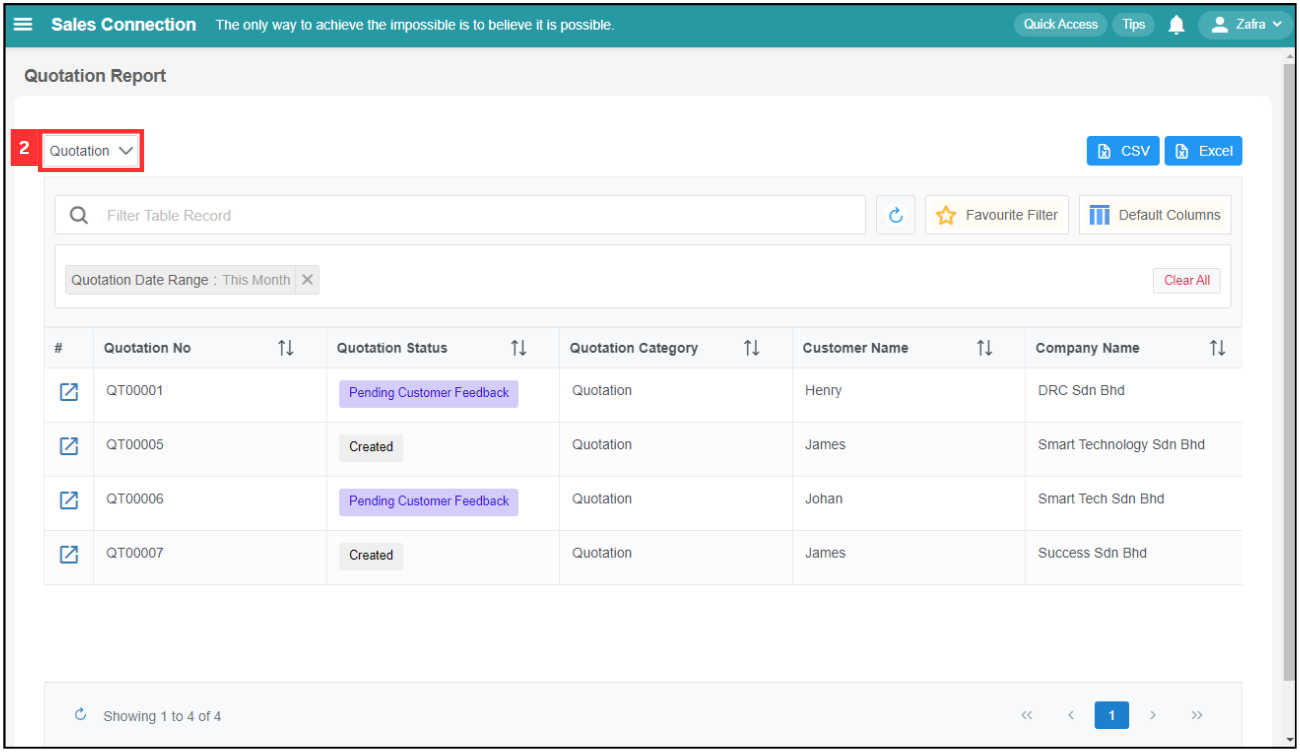 Sales Connection The only way to achieve the impossible is to believe it is possible. Quick Access Tips Zafra
Quotation Report
2 Quotation CSV Excel
Filter Table Record Favourite Filter Default Columns
Quotation Date Range : This Month Clear All
# Quotation No Quotation Status Quotation Category Customer Name Company Name
QT00001 Pending Customer Feedback Quotation Henry DRC Sdn Bhd
QT00005 Created Quotation James Smart Technology Sdn Bhd
QT00006 Pending Customer Feedback Quotation Johan Smart Tech Sdn Bhd
QT00007 Created Quotation James Success Sdn Bhd
Showing 1 to 4 of 4 << < 1 > >>